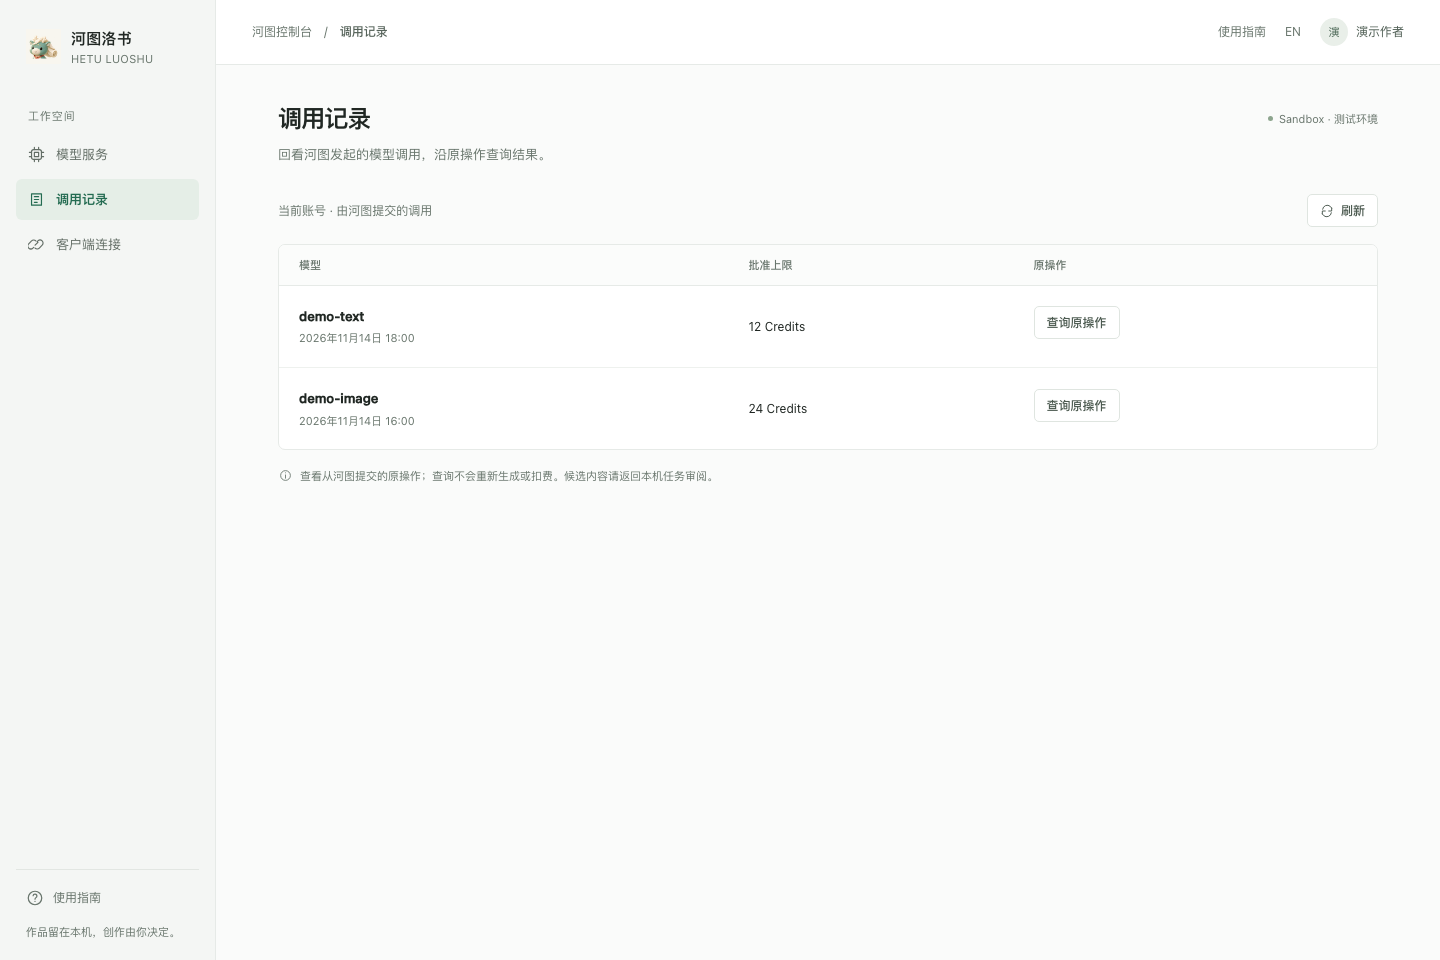 河图洛书
HETU LUOSHU
工作空间
模型服务
调用记录
客户端连接
使用指南
作品留在本机，创作由你决定。
河图控制台 / 调用记录
使用指南 EN 演 演示作者
调用记录
Sandbox · 测试环境
回看河图发起的模型调用，沿原操作查询结果。
当前账号 · 由河图提交的调用
刷新
模型 批准上限 原操作
demo-text
2026年11月14日 18:00
12 Credits
查询原操作
demo-image
2026年11月14日 16:00
24 Credits
查询原操作
查看从河图提交的原操作；查询不会重新生成或扣费。候选内容请返回本机任务审阅。